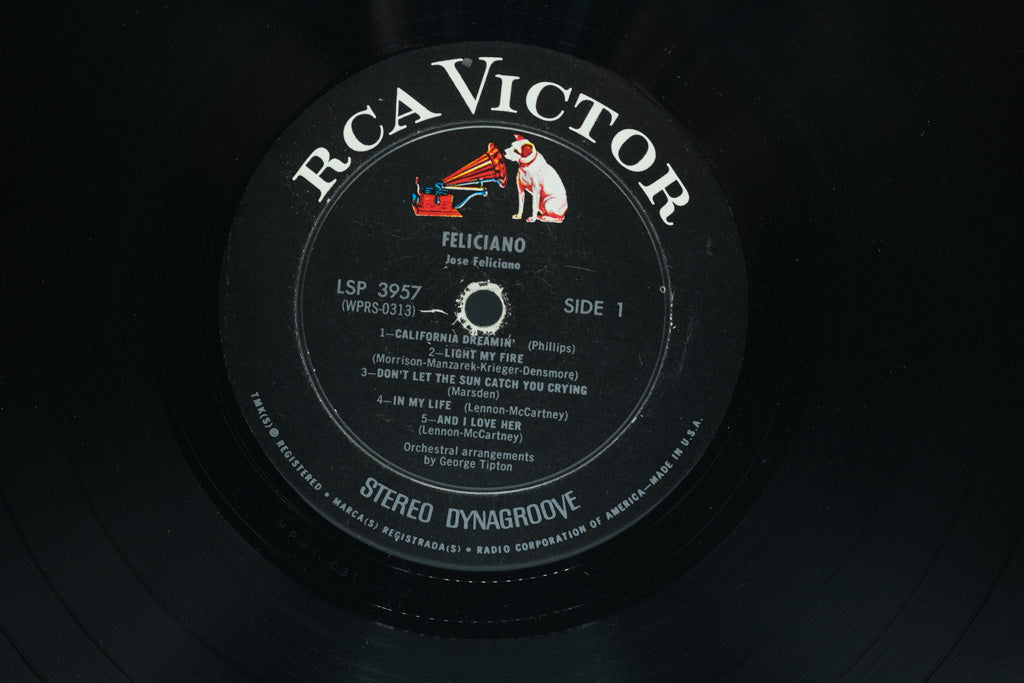 RCA VICTOR
FELICIANO
Jose Feliciano
LSP 3957
(WPRS-0313)
SIDE 1
1—CALIFORNIA DREAMIN' (Phillips)
2—LIGHT MY FIRE
(Morrison-Manzarek-Krieger-Densmore)
3—DON'T LET THE SUN CATCH YOU CRYING
(Marsden)
4—IN MY LIFE (Lennon-McCartney)
5—AND I LOVE HER
(Lennon-McCartney)
Orchestral arrangements
by George Tipton
STEREO DYNAGROOVE
TMK(S) ® REGISTERED • MARCA(S) REGISTRADA(S) • RADIO CORPORATION OF AMERICA—MADE IN U.S.A.